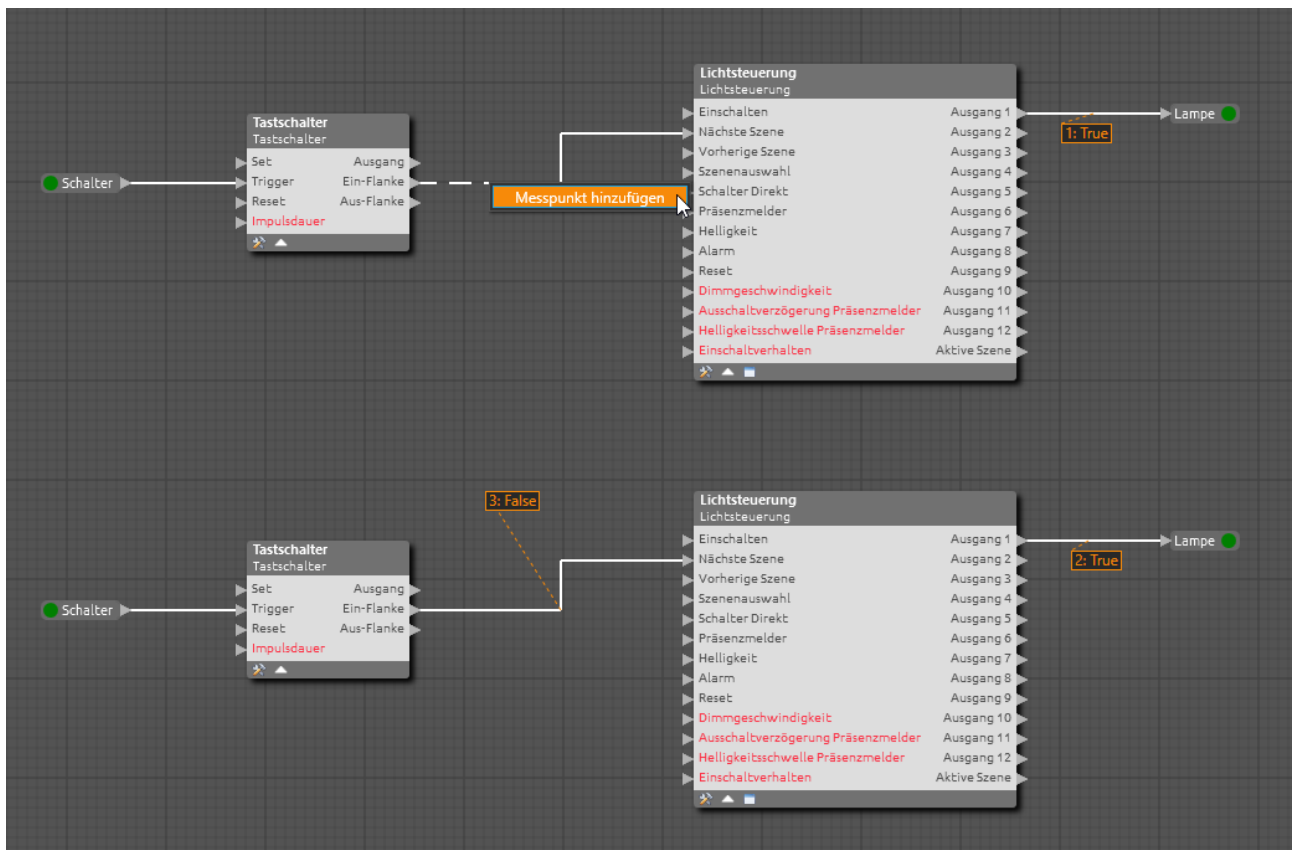 Schalter
Tastschalter
Tastschalter
Set Ausgang
Trigger Ein-Flanke
Reset Aus-Flanke
Impulsdauer
Messpunkt hinzufügen
Lichtsteuerung
Lichtsteuerung
Einschalten Ausgang 1
Nächste Szene Ausgang 2
Vorherige Szene Ausgang 3
Szenenauswahl Ausgang 4
Schalter Direkt Ausgang 5
Präsenzmelder Ausgang 6
Helligkeit Ausgang 7
Alarm Ausgang 8
Reset Ausgang 9
Dimmgeschwindigkeit Ausgang 10
Ausschaltverzögerung Präsenzmelder Ausgang 11
Helligkeitsschwelle Präsenzmelder Ausgang 12
Einschaltverhalten Aktive Szene
1: True
Lampe
Schalter
Tastschalter
Tastschalter
Set Ausgang
Trigger Ein-Flanke
Reset Aus-Flanke
Impulsdauer
3: False
Lichtsteuerung
Lichtsteuerung
Einschalten Ausgang 1
Nächste Szene Ausgang 2
Vorherige Szene Ausgang 3
Szenenauswahl Ausgang 4
Schalter Direkt Ausgang 5
Präsenzmelder Ausgang 6
Helligkeit Ausgang 7
Alarm Ausgang 8
Reset Ausgang 9
Dimmgeschwindigkeit Ausgang 10
Ausschaltverzögerung Präsenzmelder Ausgang 11
Helligkeitsschwelle Präsenzmelder Ausgang 12
Einschaltverhalten Aktive Szene
2: True
Lampe